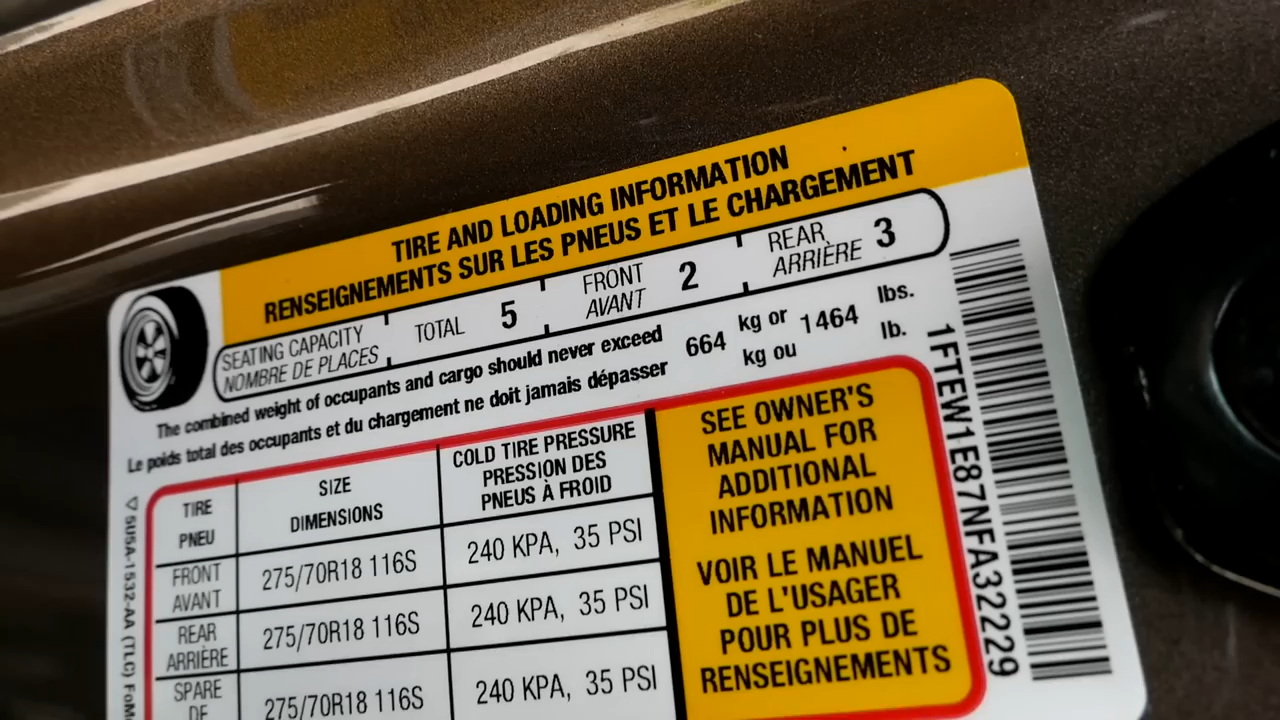 TIRE AND LOADING INFORMATION
RENSEIGNEMENTS SUR LES PNEUS ET LE CHARGEMENT
SEATING CAPACITY
NOMBRE DE PLACES
TOTAL 5
FRONT
AVANT
2
REAR
ARRIÈRE
3
The combined weight of occupants and cargo should never exceed
Le poids total des occupants et du chargement ne doit jamais dépasser
664
kg or
kg ou
1464
lbs.
lb.
TIRE
PNEU
SIZE
DIMENSIONS
COLD TIRE PRESSURE
PRESSION DES
PNEUS À FROID
FRONT
AVANT
275/70R18 116S
240 KPA, 35 PSI
REAR
ARRIÈRE
275/70R18 116S
240 KPA, 35 PSI
SPARE
DE
275/70R18 116S
240 KPA, 35 PSI
SEE OWNER'S
MANUAL FOR
ADDITIONAL
INFORMATION
VOIR LE MANUEL
DE L'USAGER
POUR PLUS DE
RENSEIGNEMENTS
1FTEW1E87NFA32229
5U5A-1532-AA (TLC)